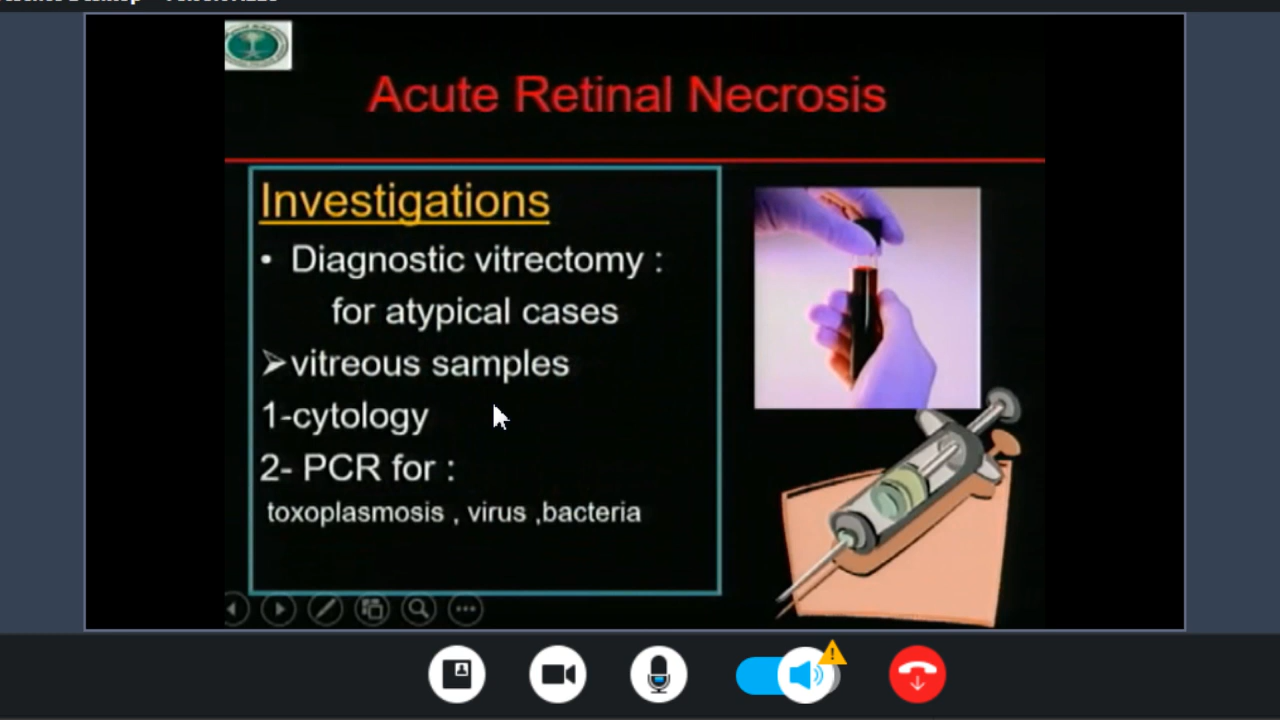 Acute Retinal Necrosis
Investigations
• Diagnostic vitrectomy :
for atypical cases
➢vitreous samples
1-cytology
2- PCR for :
toxoplasmosis , virus ,bacteria